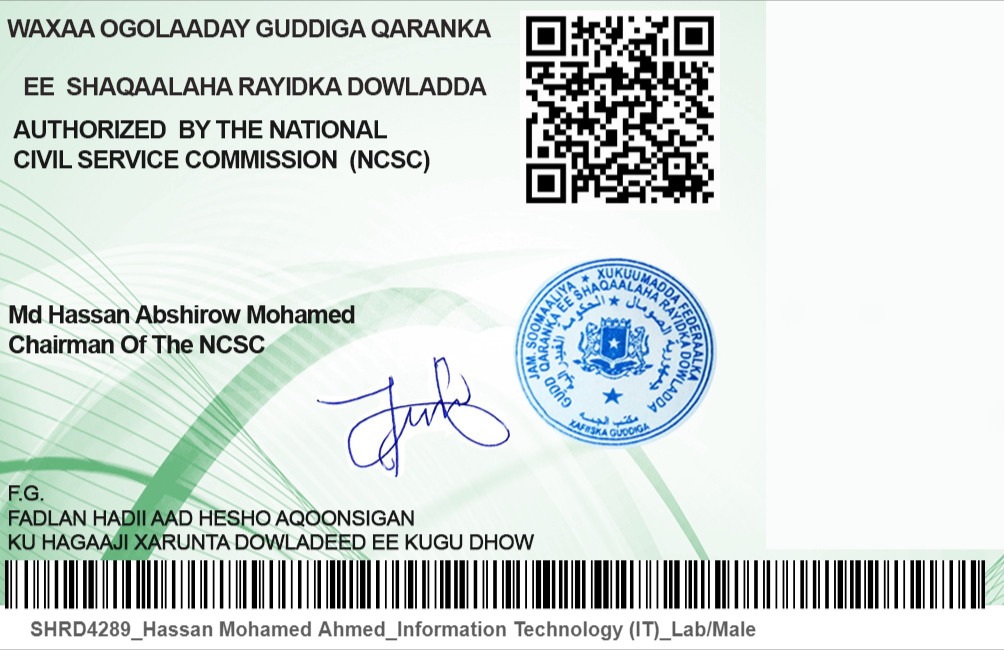 WAXAA OGOLAADAY GUDDIGA QARANKA
EE SHAQAALAHA RAYIDKA DOWLADDA
AUTHORIZED BY THE NATIONAL
CIVIL SERVICE COMMISSION (NCSC)
Md Hassan Abshirow Mohamed
Chairman Of The NCSC
JAM. SOOMAALIYA ★ XUKUUMADDA FEDERAALKA
GUDD QARANKA EE SHAQAALAHA RAYIDKA DOWLADDA
XAFIISKA GUDDIGA
F.G.
FADLAN HADII AAD HESHO AQOONSIGAN
KU HAGAAJI XARUNTA DOWLADEED EE KUGU DHOW
SHRD4289_Hassan Mohamed Ahmed_Information Technology (IT)_Lab/Male